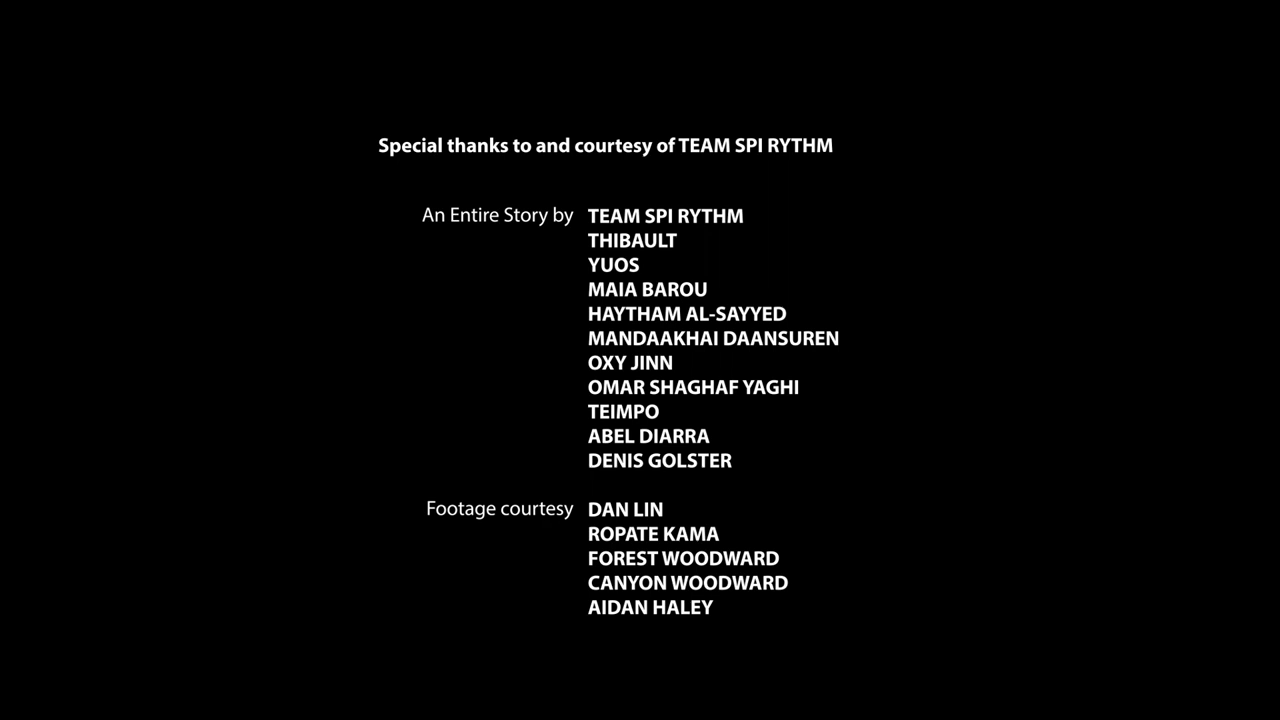 Special thanks to and courtesy of TEAM SPI RYTHM
An Entire Story by TEAM SPI RYTHM
THIBAULT
YUOS
MAIA BAROU
HAYTHAM AL-SAYYED
MANDAAKHAI DAANSUREN
OXY JINN
OMAR SHAGHAF YAGHI
TEIMPO
ABEL DIARRA
DENIS GOLSTER
Footage courtesy DAN LIN
ROPATE KAMA
FOREST WOODWARD
CANYON WOODWARD
AIDAN HALEY